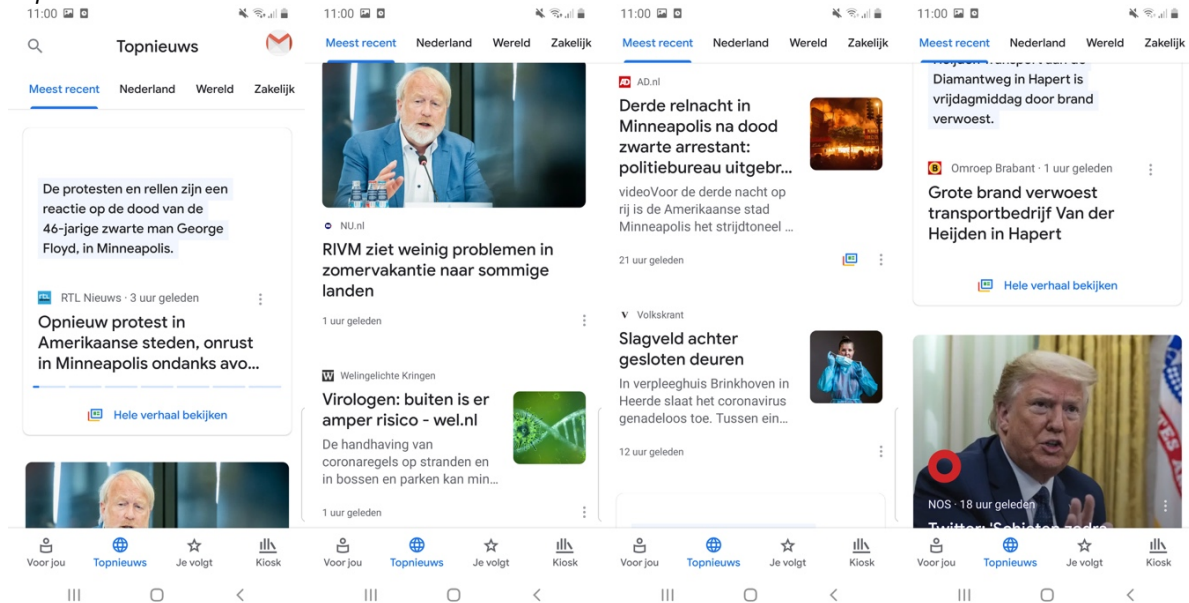 11:00
Topnieuws
Meest recent Nederland Wereld Zakelijk
De protesten en rellen zijn een
reactie op de dood van de
46-jarige zwarte man George
Floyd, in Minneapolis.
RTL Nieuws · 3 uur geleden
Opnieuw protest in
Amerikaanse steden, onrust
in Minneapolis ondanks avo...
Hele verhaal bekijken
Voor jou Topnieuws Je volgt Kiosk
11:00
Meest recent Nederland Wereld Zakelijk
NU.nl
RIVM ziet weinig problemen in
zomervakantie naar sommige
landen
1 uur geleden
W Welingelichte Kringen
Virologen: buiten is er
amper risico - wel.nl
De handhaving van
coronaregels op stranden en
in bossen en parken kan min...
1 uur geleden
Voor jou Topnieuws Je volgt Kiosk
11:00
Meest recent Nederland Wereld Zakelijk
AD AD.nl
Derde relnacht in
Minneapolis na dood
zwarte arrestant:
politiebureau uitgebr...
videoVoor de derde nacht op
rij is de Amerikaanse stad
Minneapolis het strijdtoneel ...
21 uur geleden
V Volkskrant
Slagveld achter
gesloten deuren
In verpleeghuis Brinkhoven in
Heerde slaat het coronavirus
genadeloos toe. Tussen ein...
12 uur geleden
Voor jou Topnieuws Je volgt Kiosk
11:00
Meest recent Nederland Wereld Zakelijk
Diamantweg in Hapert is
vrijdagmiddag door brand
verwoest.
B Omroep Brabant · 1 uur geleden
Grote brand verwoest
transportbedrijf Van der
Heijden in Hapert
Hele verhaal bekijken
NOS · 18 uur geleden
Twitter: 'Schieten zodra
Voor jou Topnieuws Je volgt Kiosk